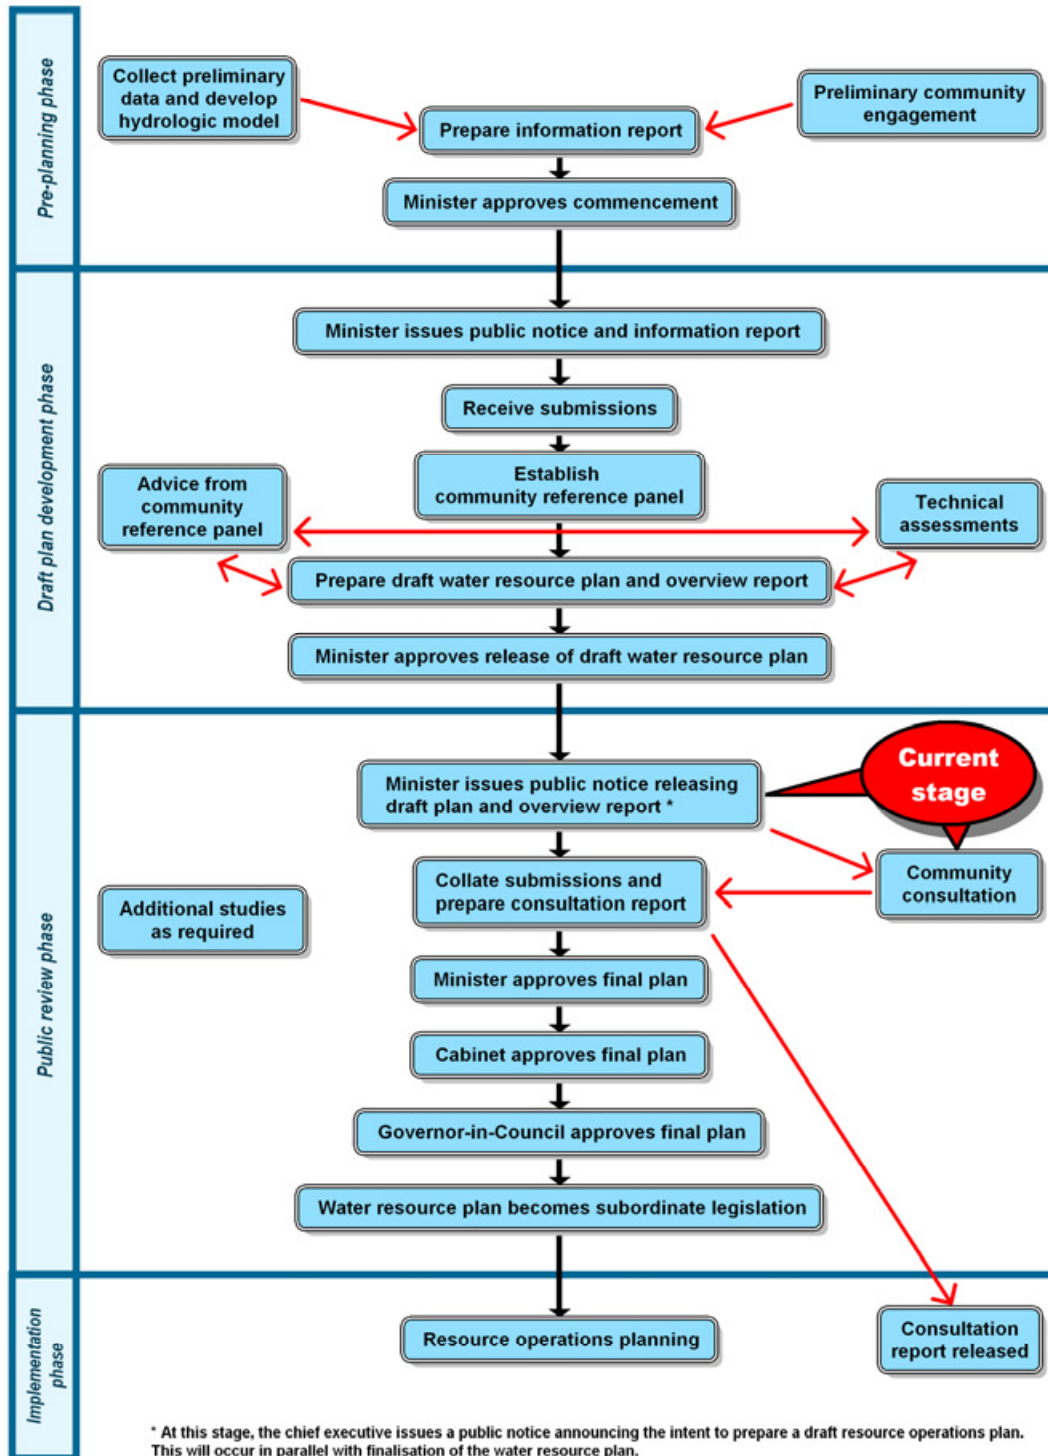 Pre-planning phase
Collect preliminary
data and develop
hydrologic model
Preliminary community
engagement
Prepare information report
Minister approves commencement
Draft plan development phase
Minister issues public notice and information report
Receive submissions
Establish
community reference panel
Advice from
community
reference panel
Technical
assessments
Prepare draft water resource plan and overview report
Minister approves release of draft water resource plan
Public review phase
Current
stage
Minister issues public notice releasing
draft plan and overview report *
Community
consultation
Collate submissions and
prepare consultation report
Additional studies
as required
Minister approves final plan
Cabinet approves final plan
Governor-in-Council approves final plan
Water resource plan becomes subordinate legislation
Implementation
phase
Resource operations planning
Consultation
report released
* At this stage, the chief executive issues a public notice announcing the intent to prepare a draft resource operations plan.
This will occur in parallel with finalisation of the water resource plan.